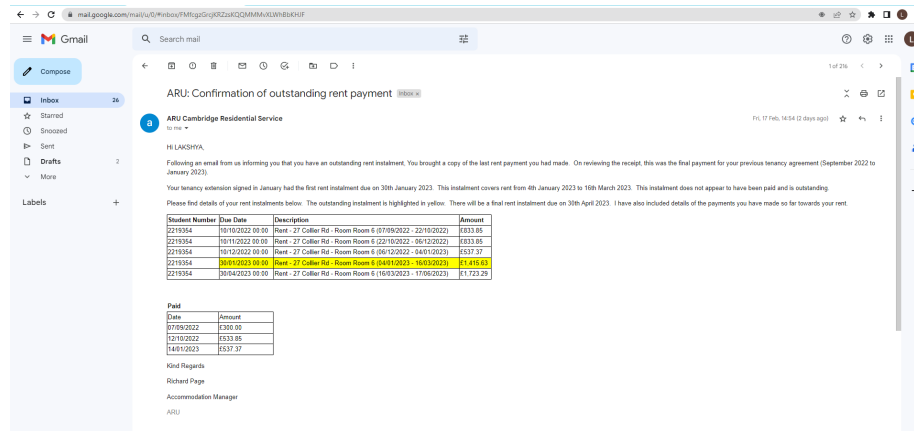 mail.google.com/mail/u/0/#inbox/FMfcgzGrcjKRZzsKQQMMMvXLWhBbKHJF
Gmail
Search mail
Compose
1 of 216
Inbox 26
Starred
Snoozed
Sent
Drafts 2
More
Labels +
ARU: Confirmation of outstanding rent payment Inbox x
ARU Cambridge Residential Service
to me
Fri, 17 Feb, 14:54 (2 days ago)
a
Hi LAKSHYA,
Following an email from us informing you that you have an outstanding rent instalment, You brought a copy of the last rent payment you had made. On reviewing the receipt, this was the final payment for your previous tenancy agreement (September 2022 to
January 2023).
Your tenancy extension signed in January had the first rent instalment due on 30th January 2023. This instalment covers rent from 4th January 2023 to 16th March 2023. This instalment does not appear to have been paid and is outstanding.
Please find details of your rent instalments below. The outstanding instalment is highlighted in yellow. There will be a final rent instalment due on 30th April 2023. I have also included details of the payments you have made so far towards your rent.
Student Number Due Date Description Amount
2219354 10/10/2022 00:00 Rent - 27 Collier Rd - Room Room 6 (07/09/2022 - 22/10/2022) £833.85
2219354 10/11/2022 00:00 Rent - 27 Collier Rd - Room Room 6 (22/10/2022 - 06/12/2022) £833.85
2219354 10/12/2022 00:00 Rent - 27 Collier Rd - Room Room 6 (06/12/2022 - 04/01/2023) £537.37
2219354 30/01/2023 00:00 Rent - 27 Collier Rd - Room Room 6 (04/01/2023 - 16/03/2023) £1,415.63
2219354 30/04/2023 00:00 Rent - 27 Collier Rd - Room Room 6 (16/03/2023 - 17/06/2023) £1,723.29
Paid
Date Amount
07/09/2022 £300.00
12/10/2022 £533.85
14/01/2023 £537.37
Kind Regards
Richard Page
Accommodation Manager
ARU